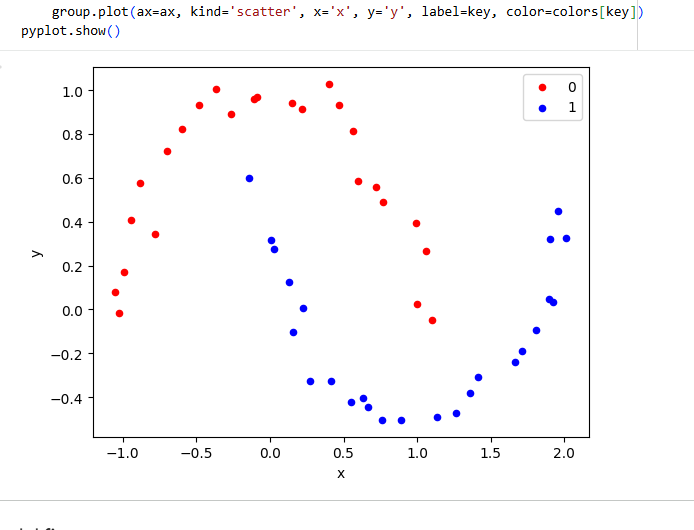 group.plot(ax=ax, kind='scatter', x='x', y='y', label=key, color=colors[key])
pyplot.show()
1.0
0.8
0.6
0.4
0.2
0.0
−0.2
−0.4
y
0
1
−1.0 −0.5 0.0 0.5 1.0 1.5 2.0
x